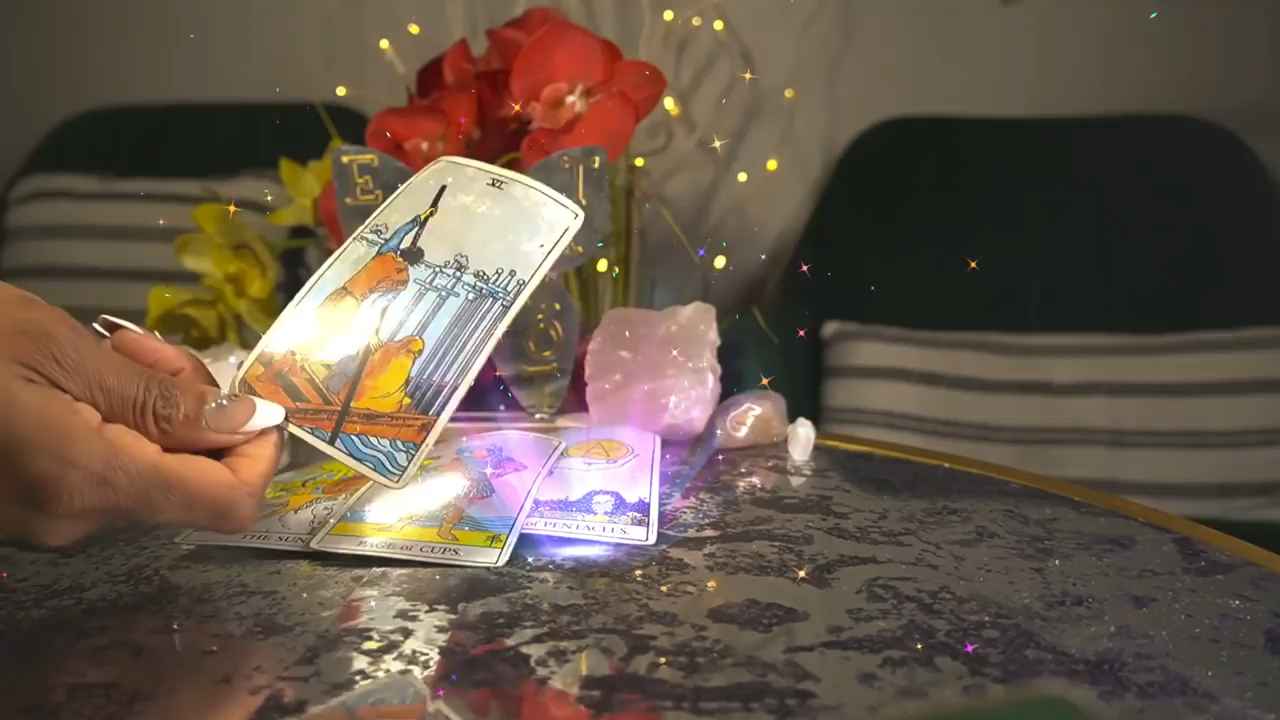 E
T
VI
THE SUN
PAGE of CUPS.
of PENTACLES.